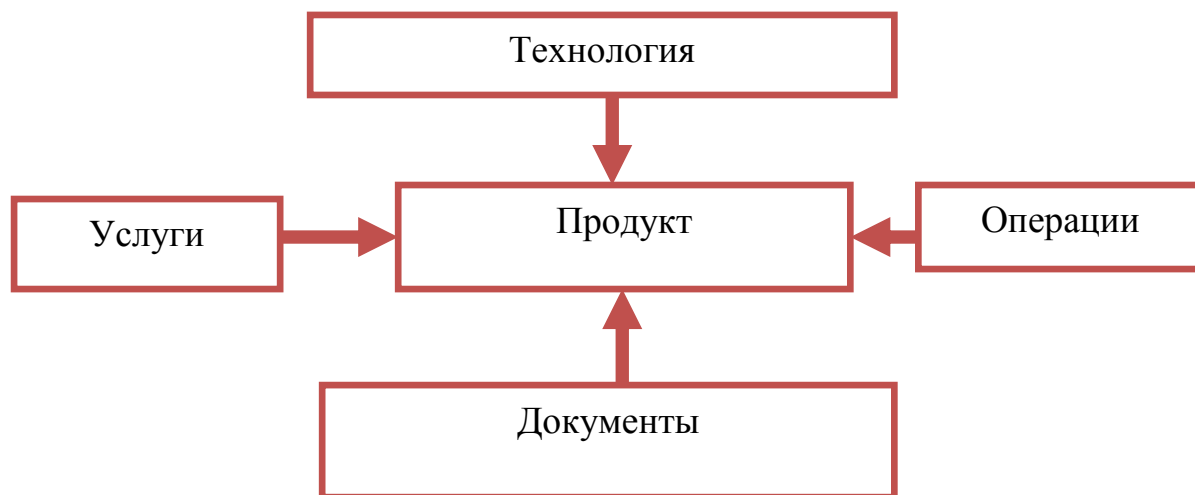 Технология
Услуги
Продукт
Операции
Документы